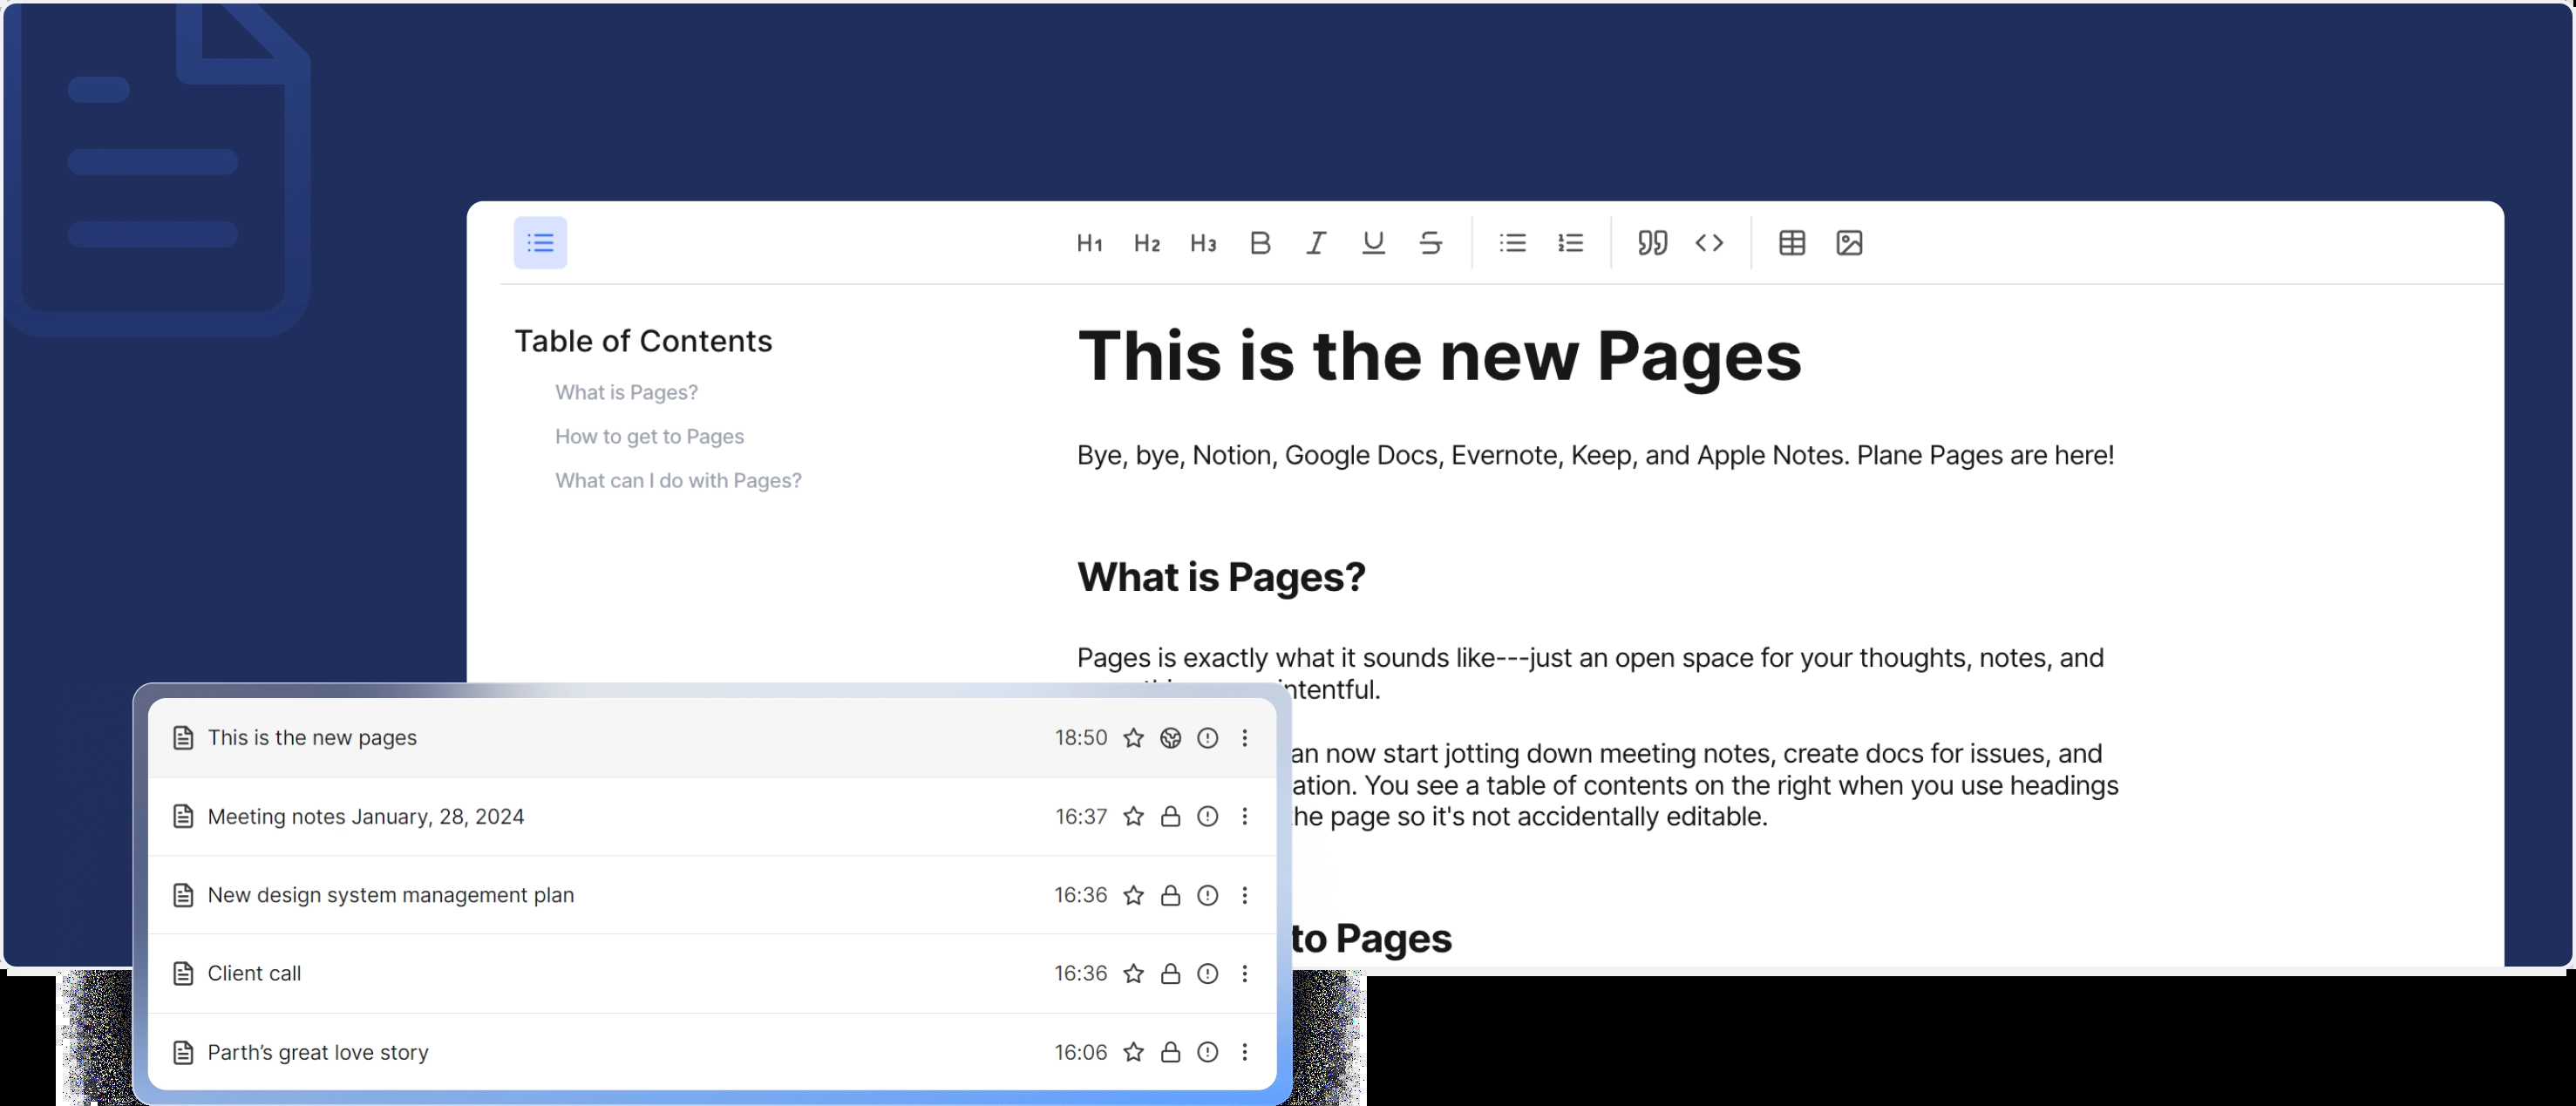 H1 H2 H3 B I U S
Table of Contents
What is Pages?
How to get to Pages
What can I do with Pages?
This is the new Pages
Bye, bye, Notion, Google Docs, Evernote, Keep, and Apple Notes. Plane Pages are here!
What is Pages?
Pages is exactly what it sounds like---just an open space for your thoughts, notes, and
intentful.
an now start jotting down meeting notes, create docs for issues, and
ation. You see a table of contents on the right when you use headings
the page so it's not accidentally editable.
to Pages
This is the new pages 18:50
Meeting notes January, 28, 2024 16:37
New design system management plan 16:36
Client call 16:36
Parth’s great love story 16:06